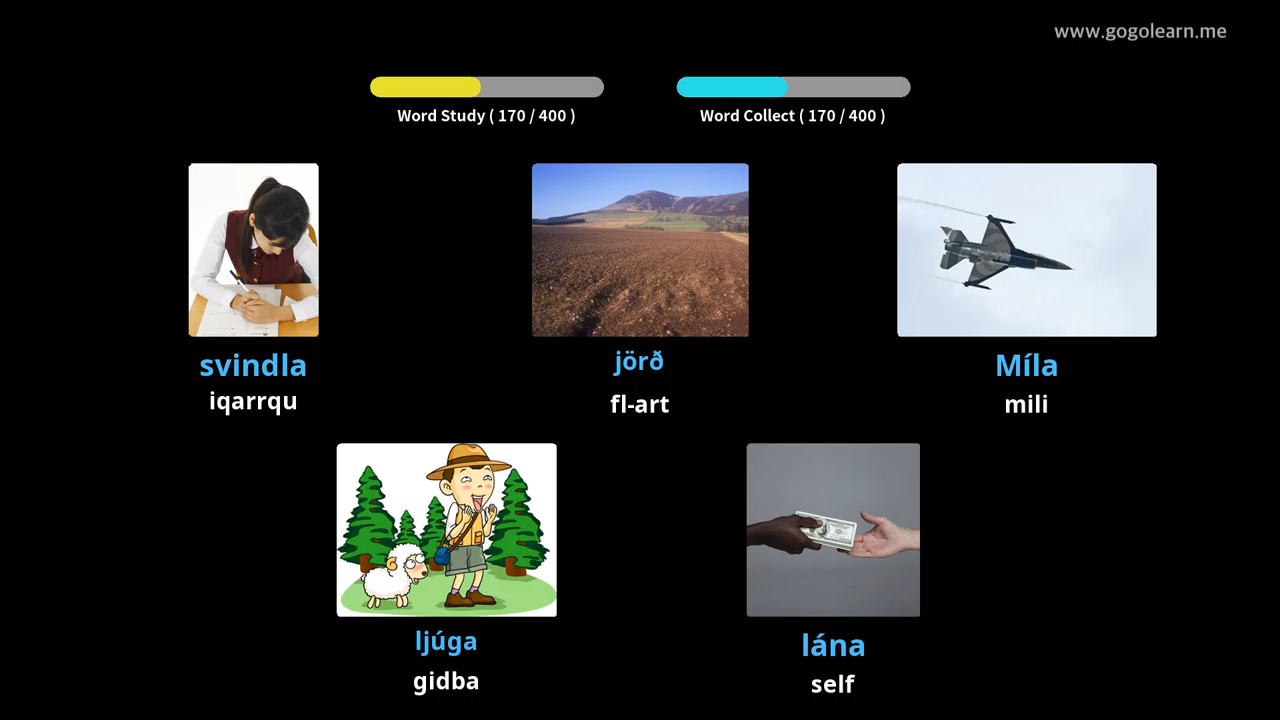 www.gogolearn.me
Word Study ( 170 / 400 )
Word Collect ( 170 / 400 )
svindla
iqarrqu
jörð
fl-art
Míla
mili
ljúga
gidba
lána
self